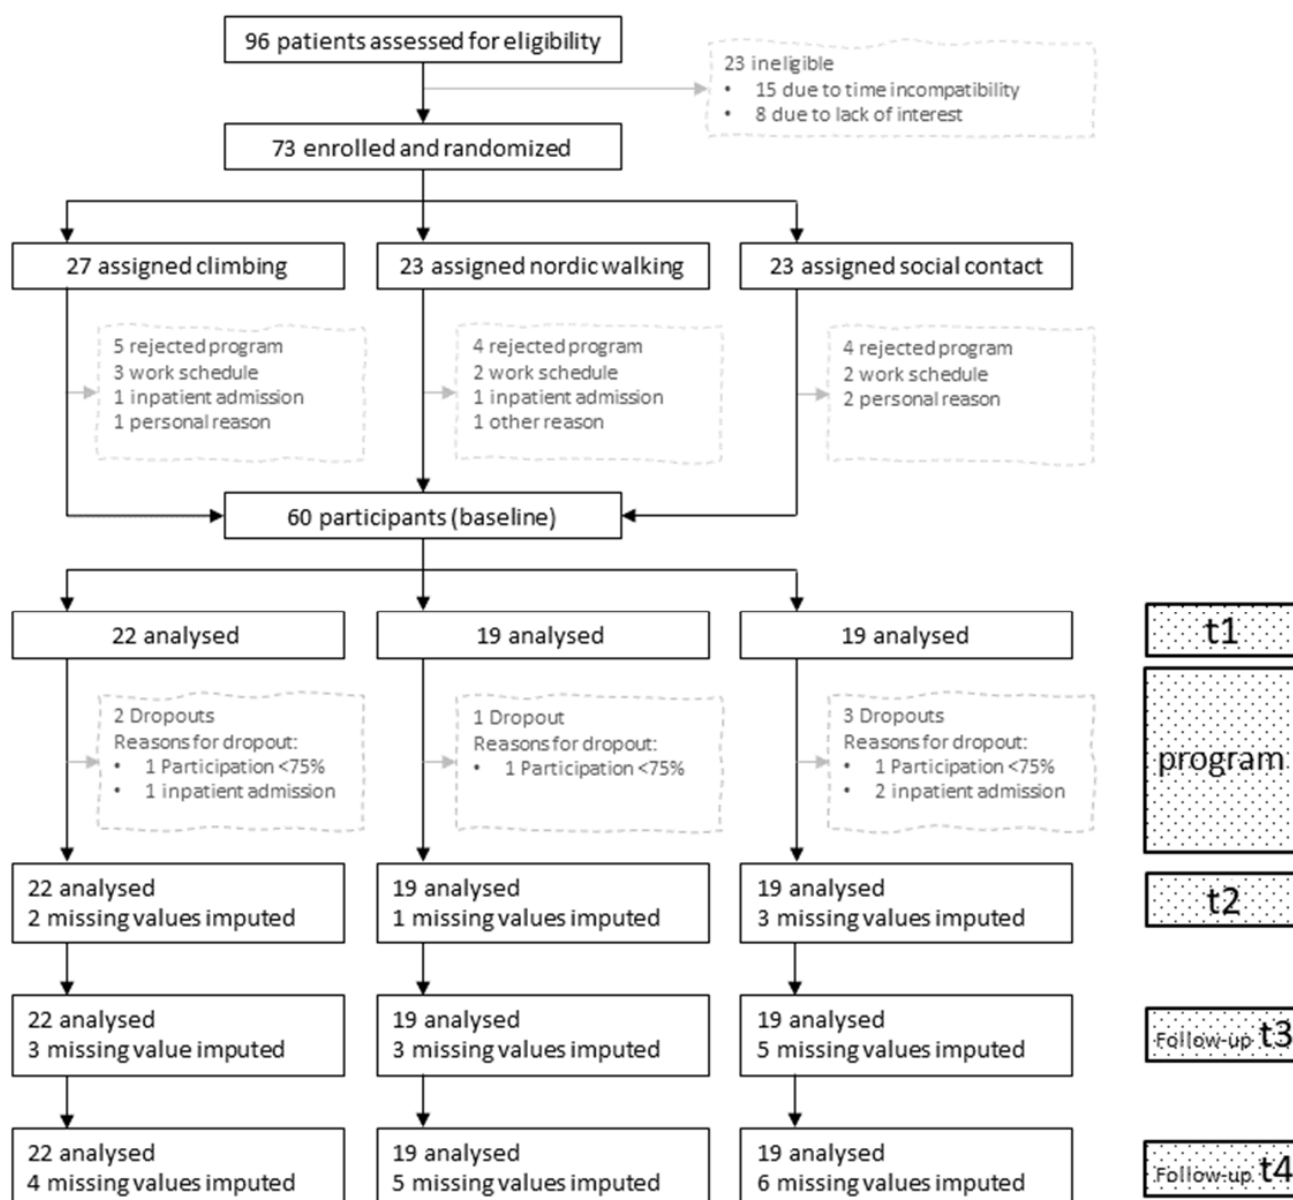 96 patients assessed for eligibility
23 ineligible
• 15 due to time incompatibility
• 8 due to lack of interest
73 enrolled and randomized
27 assigned climbing
23 assigned nordic walking
23 assigned social contact
5 rejected program
3 work schedule
1 inpatient admission
1 personal reason
4 rejected program
2 work schedule
1 inpatient admission
1 other reason
4 rejected program
2 work schedule
2 personal reason
60 participants (baseline)
22 analysed
19 analysed
19 analysed
t1
2 Dropouts
Reasons for dropout:
• 1 Participation <75%
• 1 inpatient admission
1 Dropout
Reasons for dropout:
• 1 Participation <75%
3 Dropouts
Reasons for dropout:
• 1 Participation <75%
• 2 inpatient admission
program
22 analysed
2 missing values imputed
19 analysed
1 missing values imputed
19 analysed
3 missing values imputed
t2
22 analysed
3 missing value imputed
19 analysed
3 missing values imputed
19 analysed
5 missing values imputed
Follow-up t3
22 analysed
4 missing values imputed
19 analysed
5 missing values imputed
19 analysed
6 missing values imputed
Follow-up t4